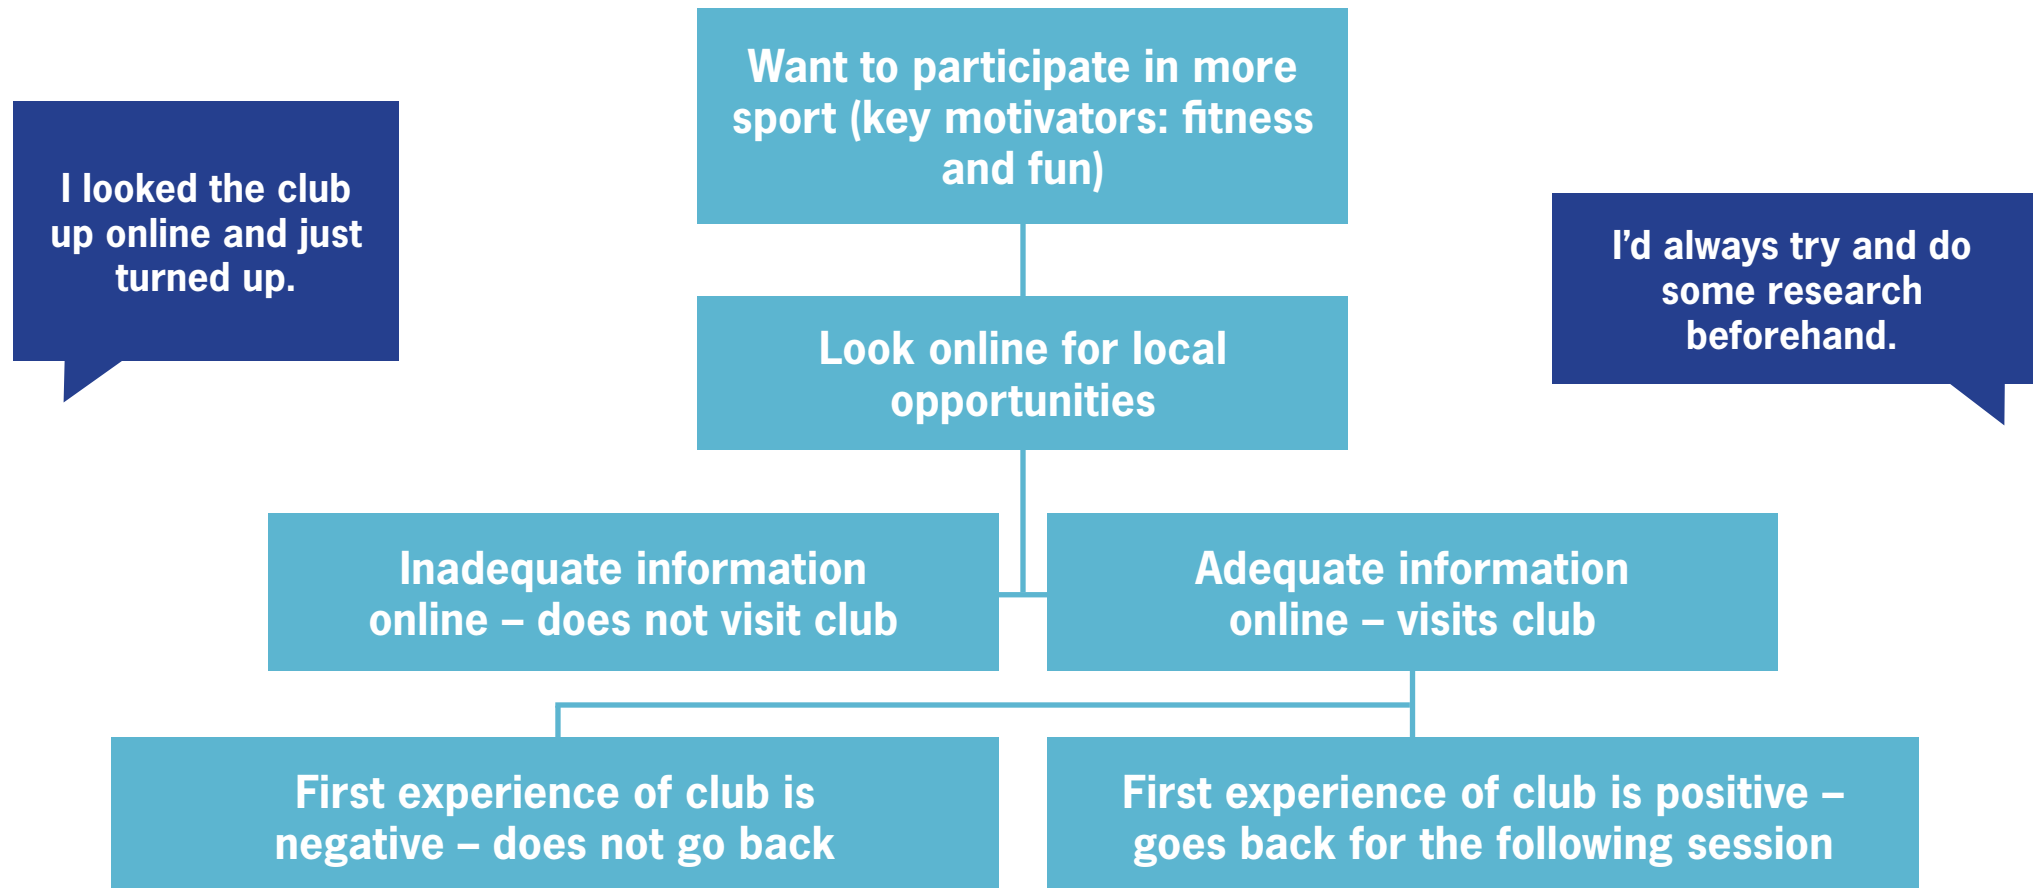 Want to participate in more
sport (key motivators: fitness
and fun)
I looked the club
up online and just
turned up.
I’d always try and do
some research
beforehand.
Look online for local
opportunities
Inadequate information
online – does not visit club
Adequate information
online – visits club
First experience of club is
negative – does not go back
First experience of club is positive –
goes back for the following session